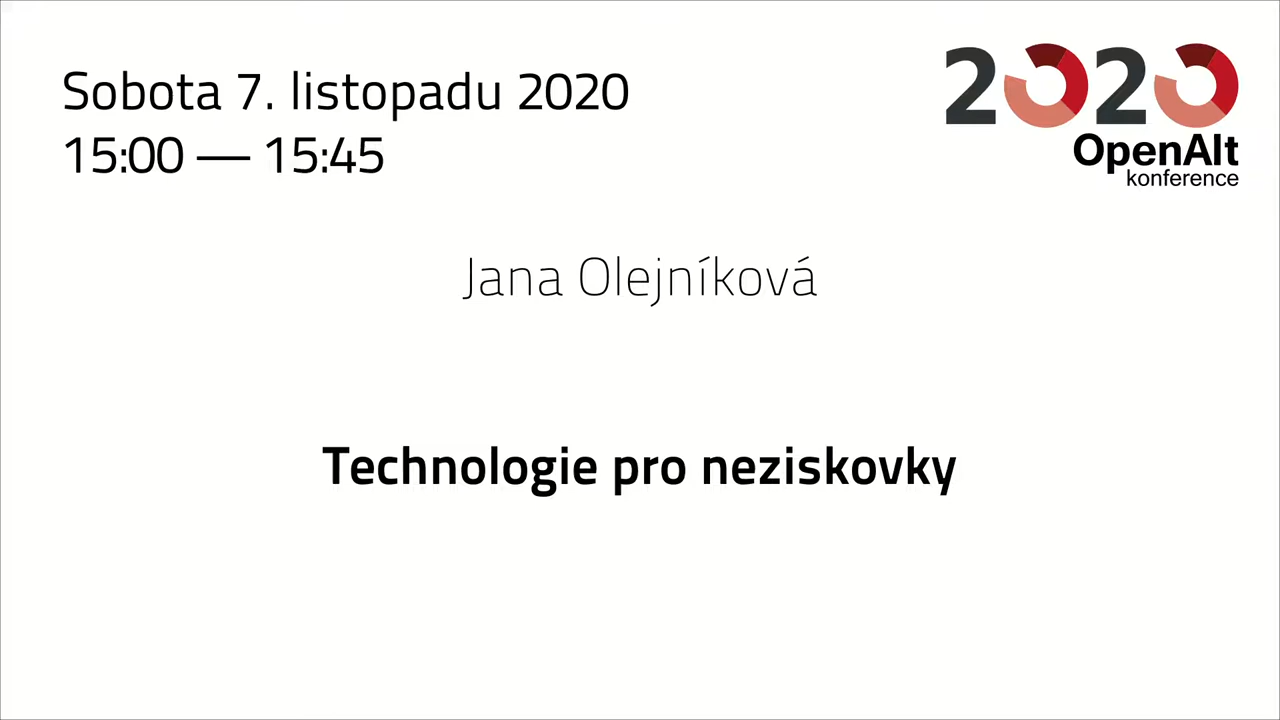 Sobota 7. listopadu 2020
15:00 — 15:45
2020
OpenAlt
konference
Jana Olejníková
Technologie pro neziskovky